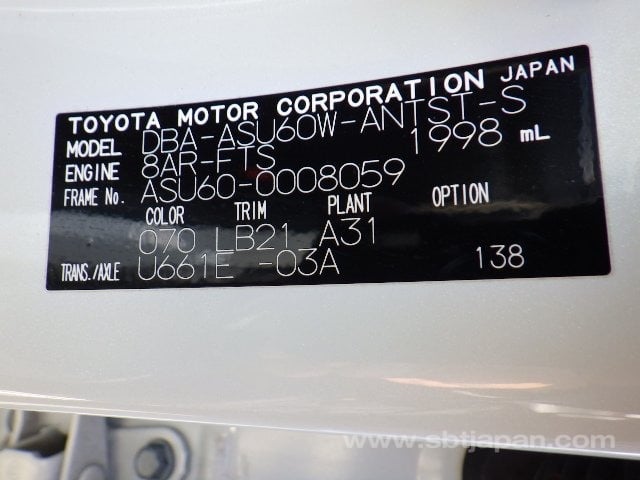 TOYOTA MOTOR CORPORATION JAPAN
MODEL DBA-ASU60W-ANTST-S
ENGINE 8AR-FTS 1998 mL
FRAME No. ASU60-0008059
COLOR TRIM PLANT OPTION
070 LB21 A31
TRANS./AXLE U661E -03A 138
www.sbtjapan.com